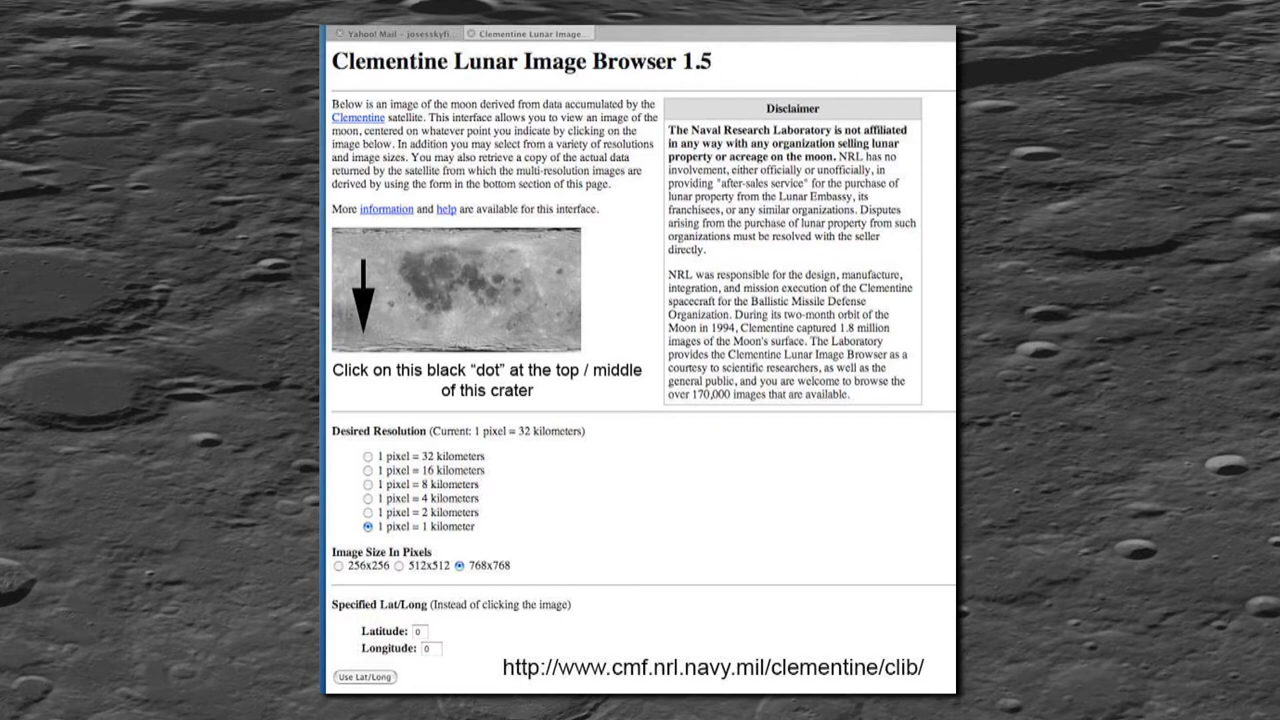 Yahoo! Mail – josesskyfi...
Clementine Lunar Image...
Clementine Lunar Image Browser 1.5
Below is an image of the moon derived from data accumulated by the
Clementine satellite. This interface allows you to view an image of the
moon, centered on whatever point you indicate by clicking on the
image below. In addition you may select from a variety of resolutions
and image sizes. You may also retrieve a copy of the actual data
returned by the satellite from which the multi-resolution images are
derived by using the form in the bottom section of this page.
More information and help are available for this interface.
Click on this black “dot” at the top / middle
of this crater
Disclaimer
The Naval Research Laboratory is not affiliated
in any way with any organization selling lunar
property or acreage on the moon. NRL has no
involvement, either officially or unofficially, in
providing "after-sales service" for the purchase of
lunar property from the Lunar Embassy, its
franchisees, or any similar organizations. Disputes
arising from the purchase of lunar property from such
organizations must be resolved with the seller
directly.
NRL was responsible for the design, manufacture,
integration, and mission execution of the Clementine
spacecraft for the Ballistic Missile Defense
Organization. During its two-month orbit of the
Moon in 1994, Clementine captured 1.8 million
images of the Moon's surface. The Laboratory
provides the Clementine Lunar Image Browser as a
courtesy to scientific researchers, as well as the
general public, and you are welcome to browse the
over 170,000 images that are available.
Desired Resolution (Current: 1 pixel = 32 kilometers)
1 pixel = 32 kilometers
1 pixel = 16 kilometers
1 pixel = 8 kilometers
1 pixel = 4 kilometers
1 pixel = 2 kilometers
1 pixel = 1 kilometer
Image Size In Pixels
256x256 512x512 768x768
Specified Lat/Long (Instead of clicking the image)
Latitude: 0
Longitude: 0
Use Lat/Long
http://www.cmf.nrl.navy.mil/clementine/clib/